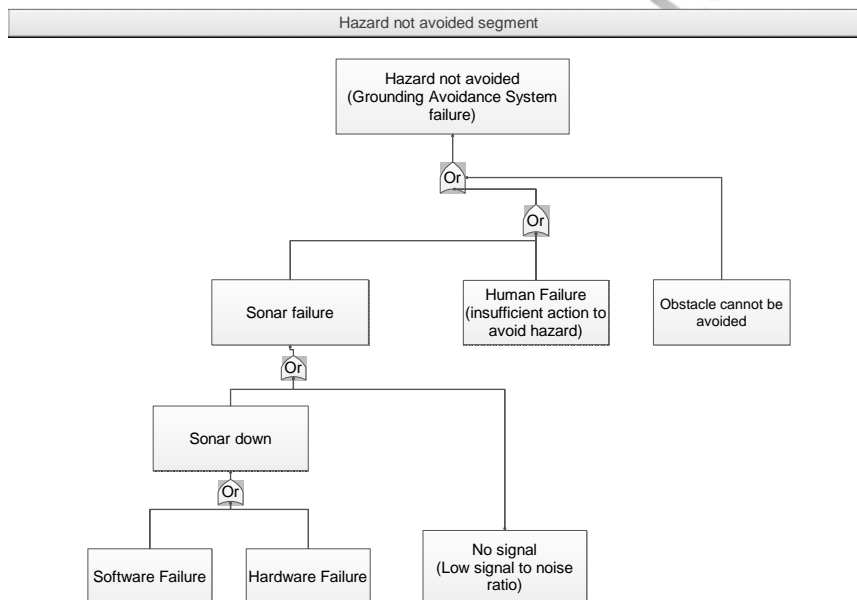 Hazard not avoided segment
Hazard not avoided
(Grounding Avoidance System
failure)
Or
Or
Sonar failure
Human Failure
(insufficient action to
avoid hazard)
Obstacle cannot be
avoided
Or
Sonar down
Or
Software Failure
Hardware Failure
No signal
(Low signal to noise
ratio)